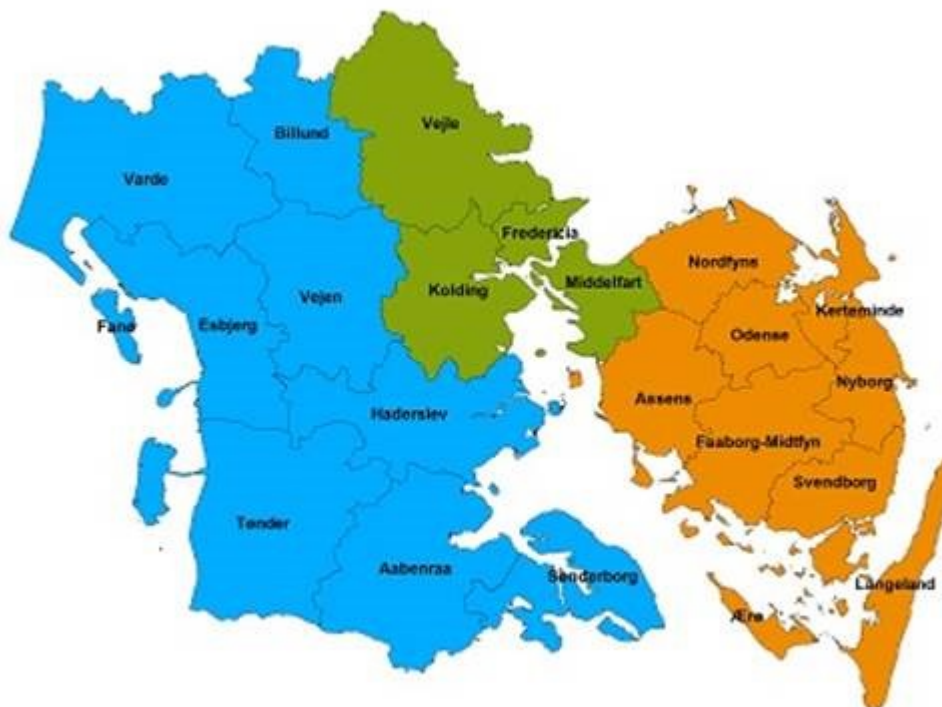 Vejle
Billund
Varde
Fredericia
Nordfyns
Middelfart
Kolding
Vejen
Kerteminde
Fanø
Esbjerg
Odense
Nyborg
Assens
Haderslev
Faaborg-Midtfyn
Svendborg
Tønder
Aabenraa
Sønderborg
Langeland
Ærø